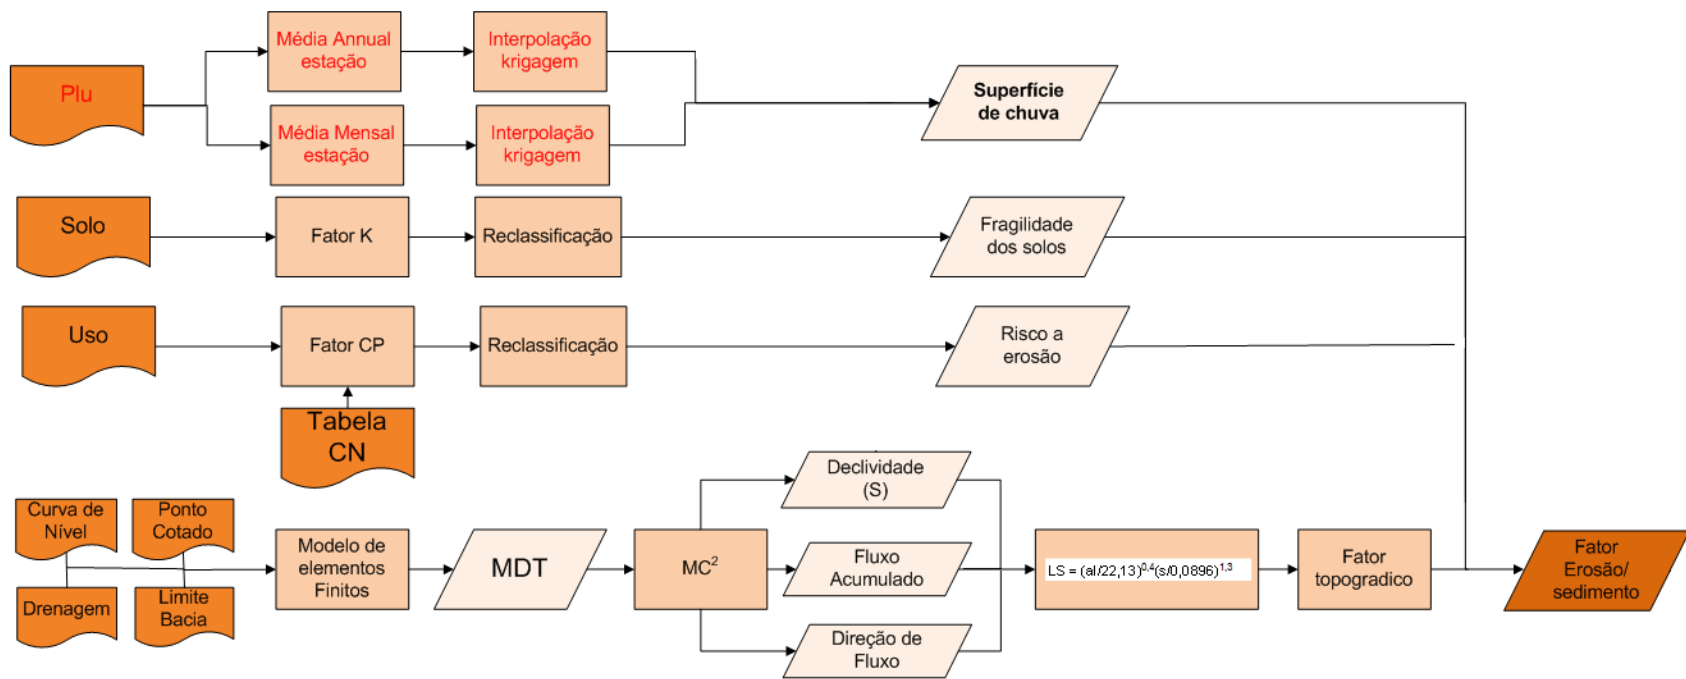 Plu
Média Annual
estação
Interpolação
krigagem
Média Mensal
estação
Interpolação
krigagem
Superfície
de chuva
Solo
Fator K
Reclassificação
Fragilidade
dos solos
Uso
Fator CP
Reclassificação
Risco a
erosão
Tabela
CN
Curva de
Nível
Ponto
Cotado
Drenagem
Limite
Bacia
Modelo de
elementos
Finitos
MDT
MC²
Declividade
(S)
Fluxo
Acumulado
Direção de
Fluxo
LS = (al/22,13)^0,4(s/0,0896)^1,3
Fator
topogradico
Fator
Erosão/
sedimento